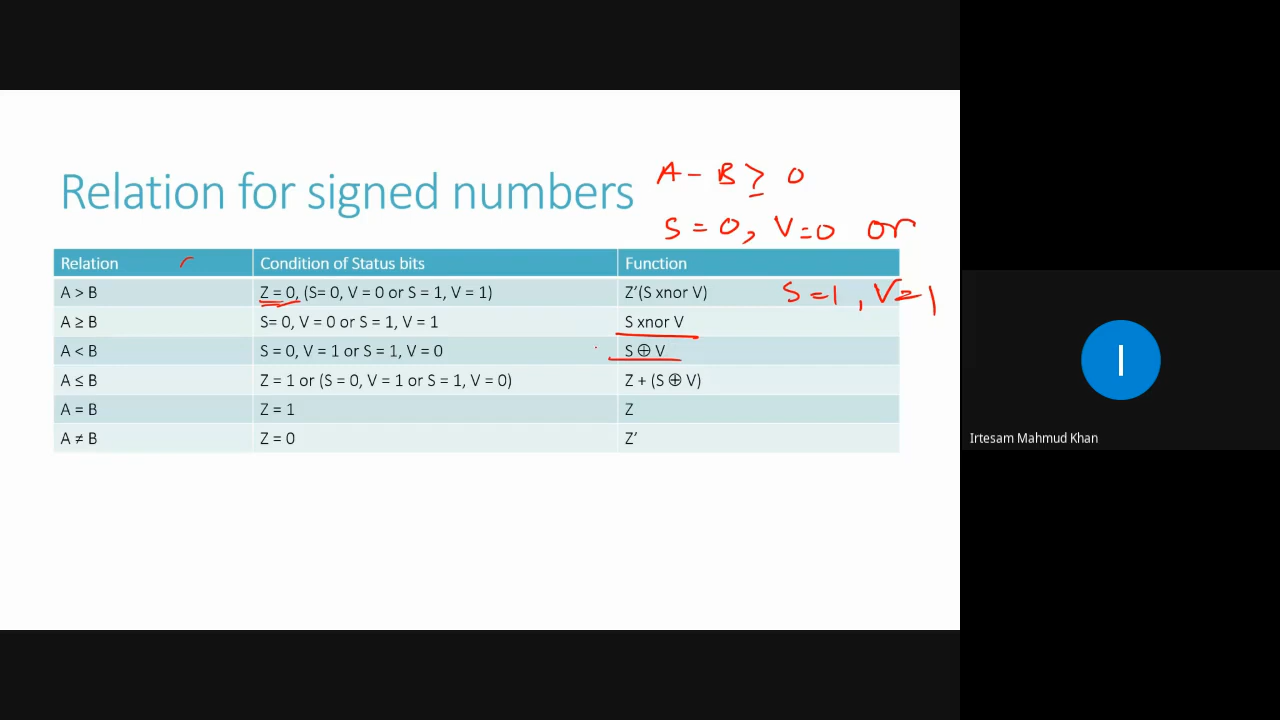 Relation for signed numbers
A - B ≥ 0
S = 0, V = 0 or
S = 1, V = 1
Relation Condition of Status bits Function
A > B Z = 0, (S= 0, V = 0 or S = 1, V = 1) Z’(S xnor V)
A ≥ B S= 0, V = 0 or S = 1, V = 1 S xnor V
A < B S = 0, V = 1 or S = 1, V = 0 S ⊕ V
A ≤ B Z = 1 or (S = 0, V = 1 or S = 1, V = 0) Z + (S ⊕ V)
A = B Z = 1 Z
A ≠ B Z = 0 Z’
I
Irtesam Mahmud Khan